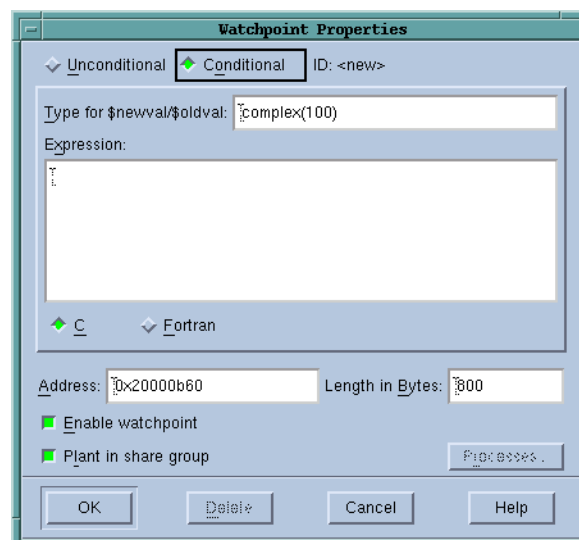 Watchpoint Properties
Unconditional Conditional ID: <new>
Type for $newval/$oldval: complex(100)
Expression:
C Fortran
Address: 0x20000b60 Length in Bytes: 800
Enable watchpoint
Plant in share group Processes...
OK Delete Cancel Help